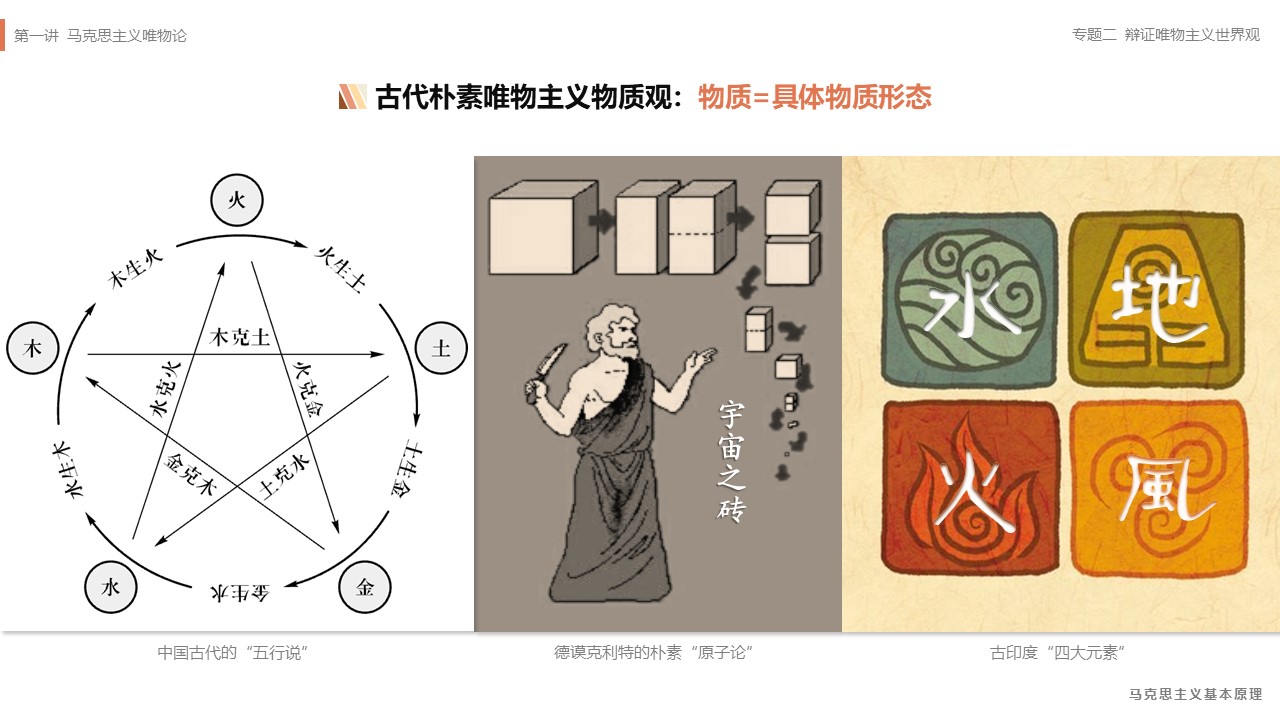 第一讲 马克思主义唯物论
专题二 辩证唯物主义世界观
古代朴素唯物主义物质观：物质=具体物质形态
火
木生火
火生土
木
木克土
土
水克火
火克金
水生木
金克木
土克水
土生金
水
金生水
金
宇宙之砖
水
地
火
風
中国古代的“五行说”
德谟克利特的朴素“原子论”
古印度“四大元素”
马克思主义基本原理